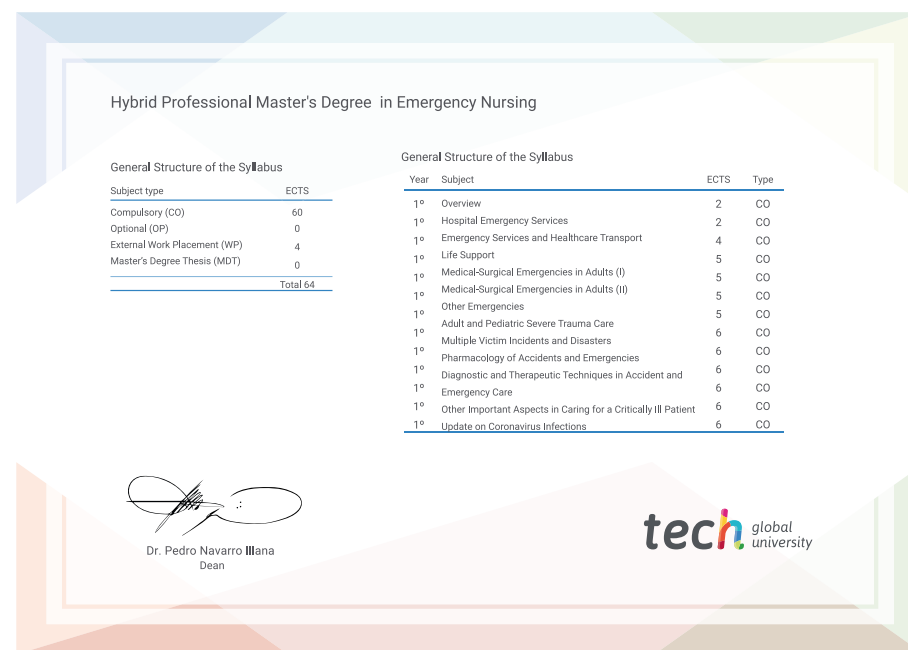 Hybrid Professional Master's Degree in Emergency Nursing
General Structure of the Syllabus
Subject type ECTS
Compulsory (CO) 60
Optional (OP) 0
External Work Placement (WP) 4
Master's Degree Thesis (MDT) 0
Total 64
General Structure of the Syllabus
Year Subject ECTS Type
1º Overview 2 CO
1º Hospital Emergency Services 2 CO
1º Emergency Services and Healthcare Transport 4 CO
1º Life Support 5 CO
1º Medical-Surgical Emergencies in Adults (I) 5 CO
1º Medical-Surgical Emergencies in Adults (II) 5 CO
1º Other Emergencies 5 CO
1º Adult and Pediatric Severe Trauma Care 6 CO
1º Multiple Victim Incidents and Disasters 6 CO
1º Pharmacology of Accidents and Emergencies 6 CO
1º Diagnostic and Therapeutic Techniques in Accident and
Emergency Care 6 CO
1º Other Important Aspects in Caring for a Critically Ill Patient 6 CO
1º Update on Coronavirus Infections 6 CO
Dr. Pedro Navarro Illana
Dean
tech global
university